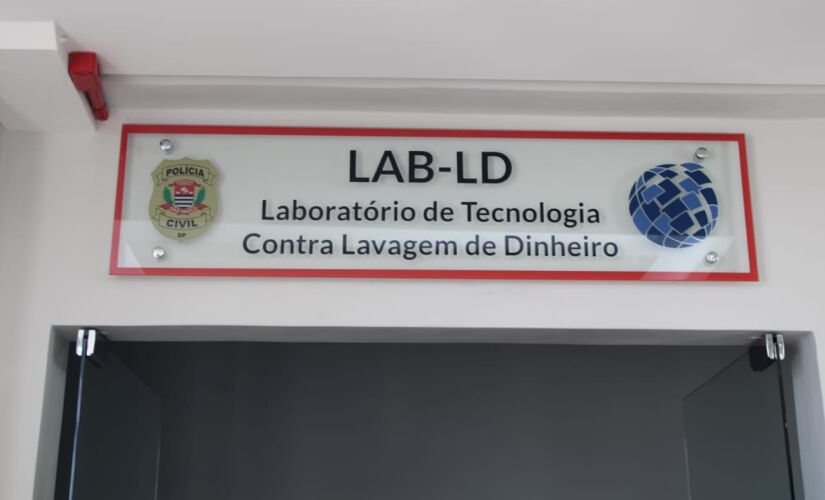 LAB-LD
Laboratório de Tecnologia
Contra Lavagem de Dinheiro
POLÍCIA
CIVIL
SP